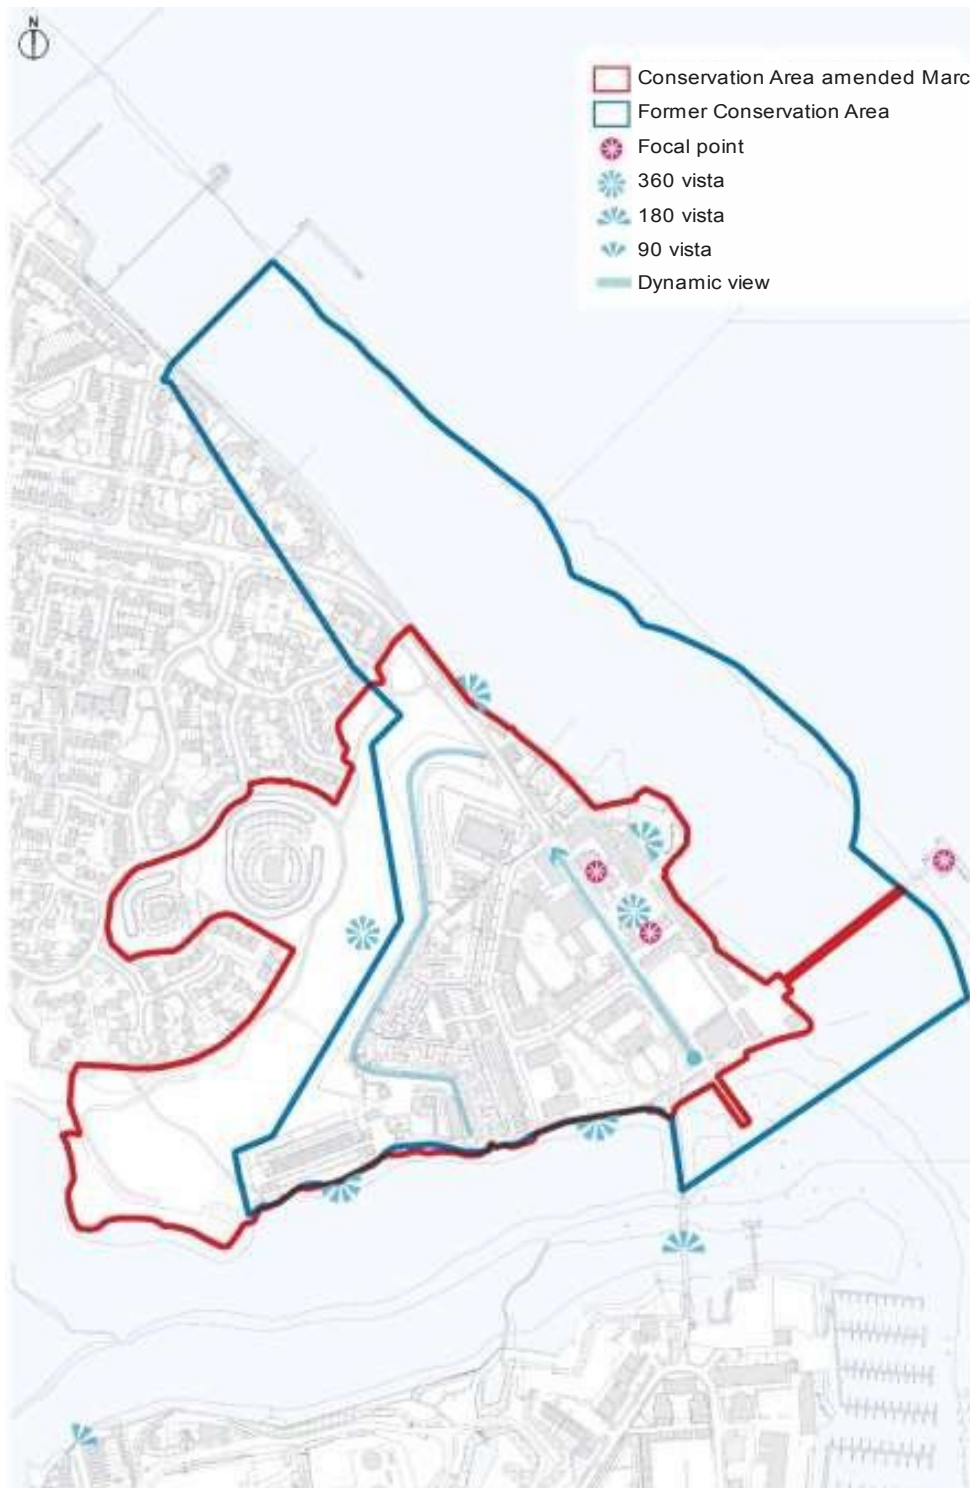 N
Conservation Area amended Marc
Former Conservation Area
Focal point
360 vista
180 vista
90 vista
Dynamic view